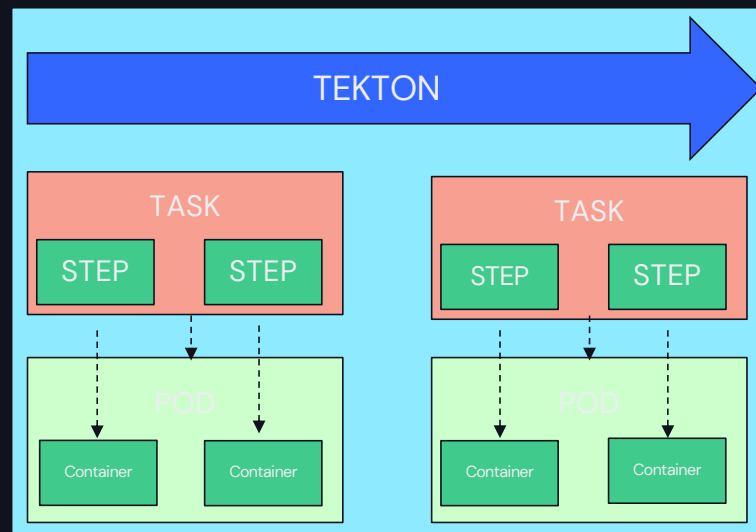 TEKTON
TASK
STEP STEP
POD
Container Container
TASK
STEP STEP
POD
Container Container